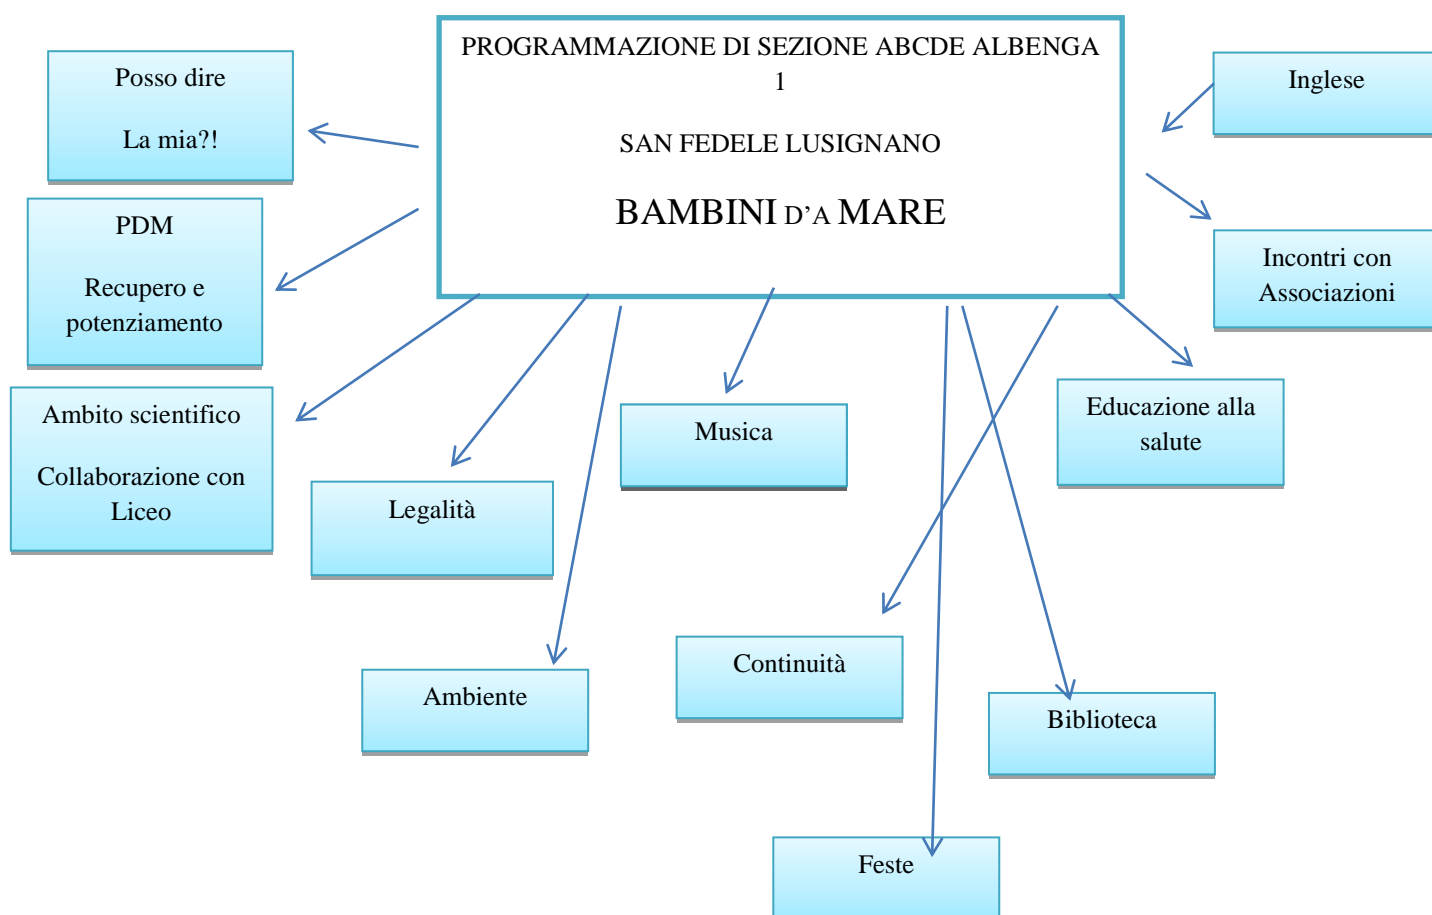 PROGRAMMAZIONE DI SEZIONE ABCDE ALBENGA
1
SAN FEDELE LUSIGNANO
BAMBINI D’A MARE
Posso dire
La mia?!
Inglese
PDM
Recupero e
potenziamento
Incontri con
Associazioni
Ambito scientifico
Collaborazione con
Liceo
Legalità
Musica
Educazione alla
salute
Ambiente
Continuità
Biblioteca
Feste